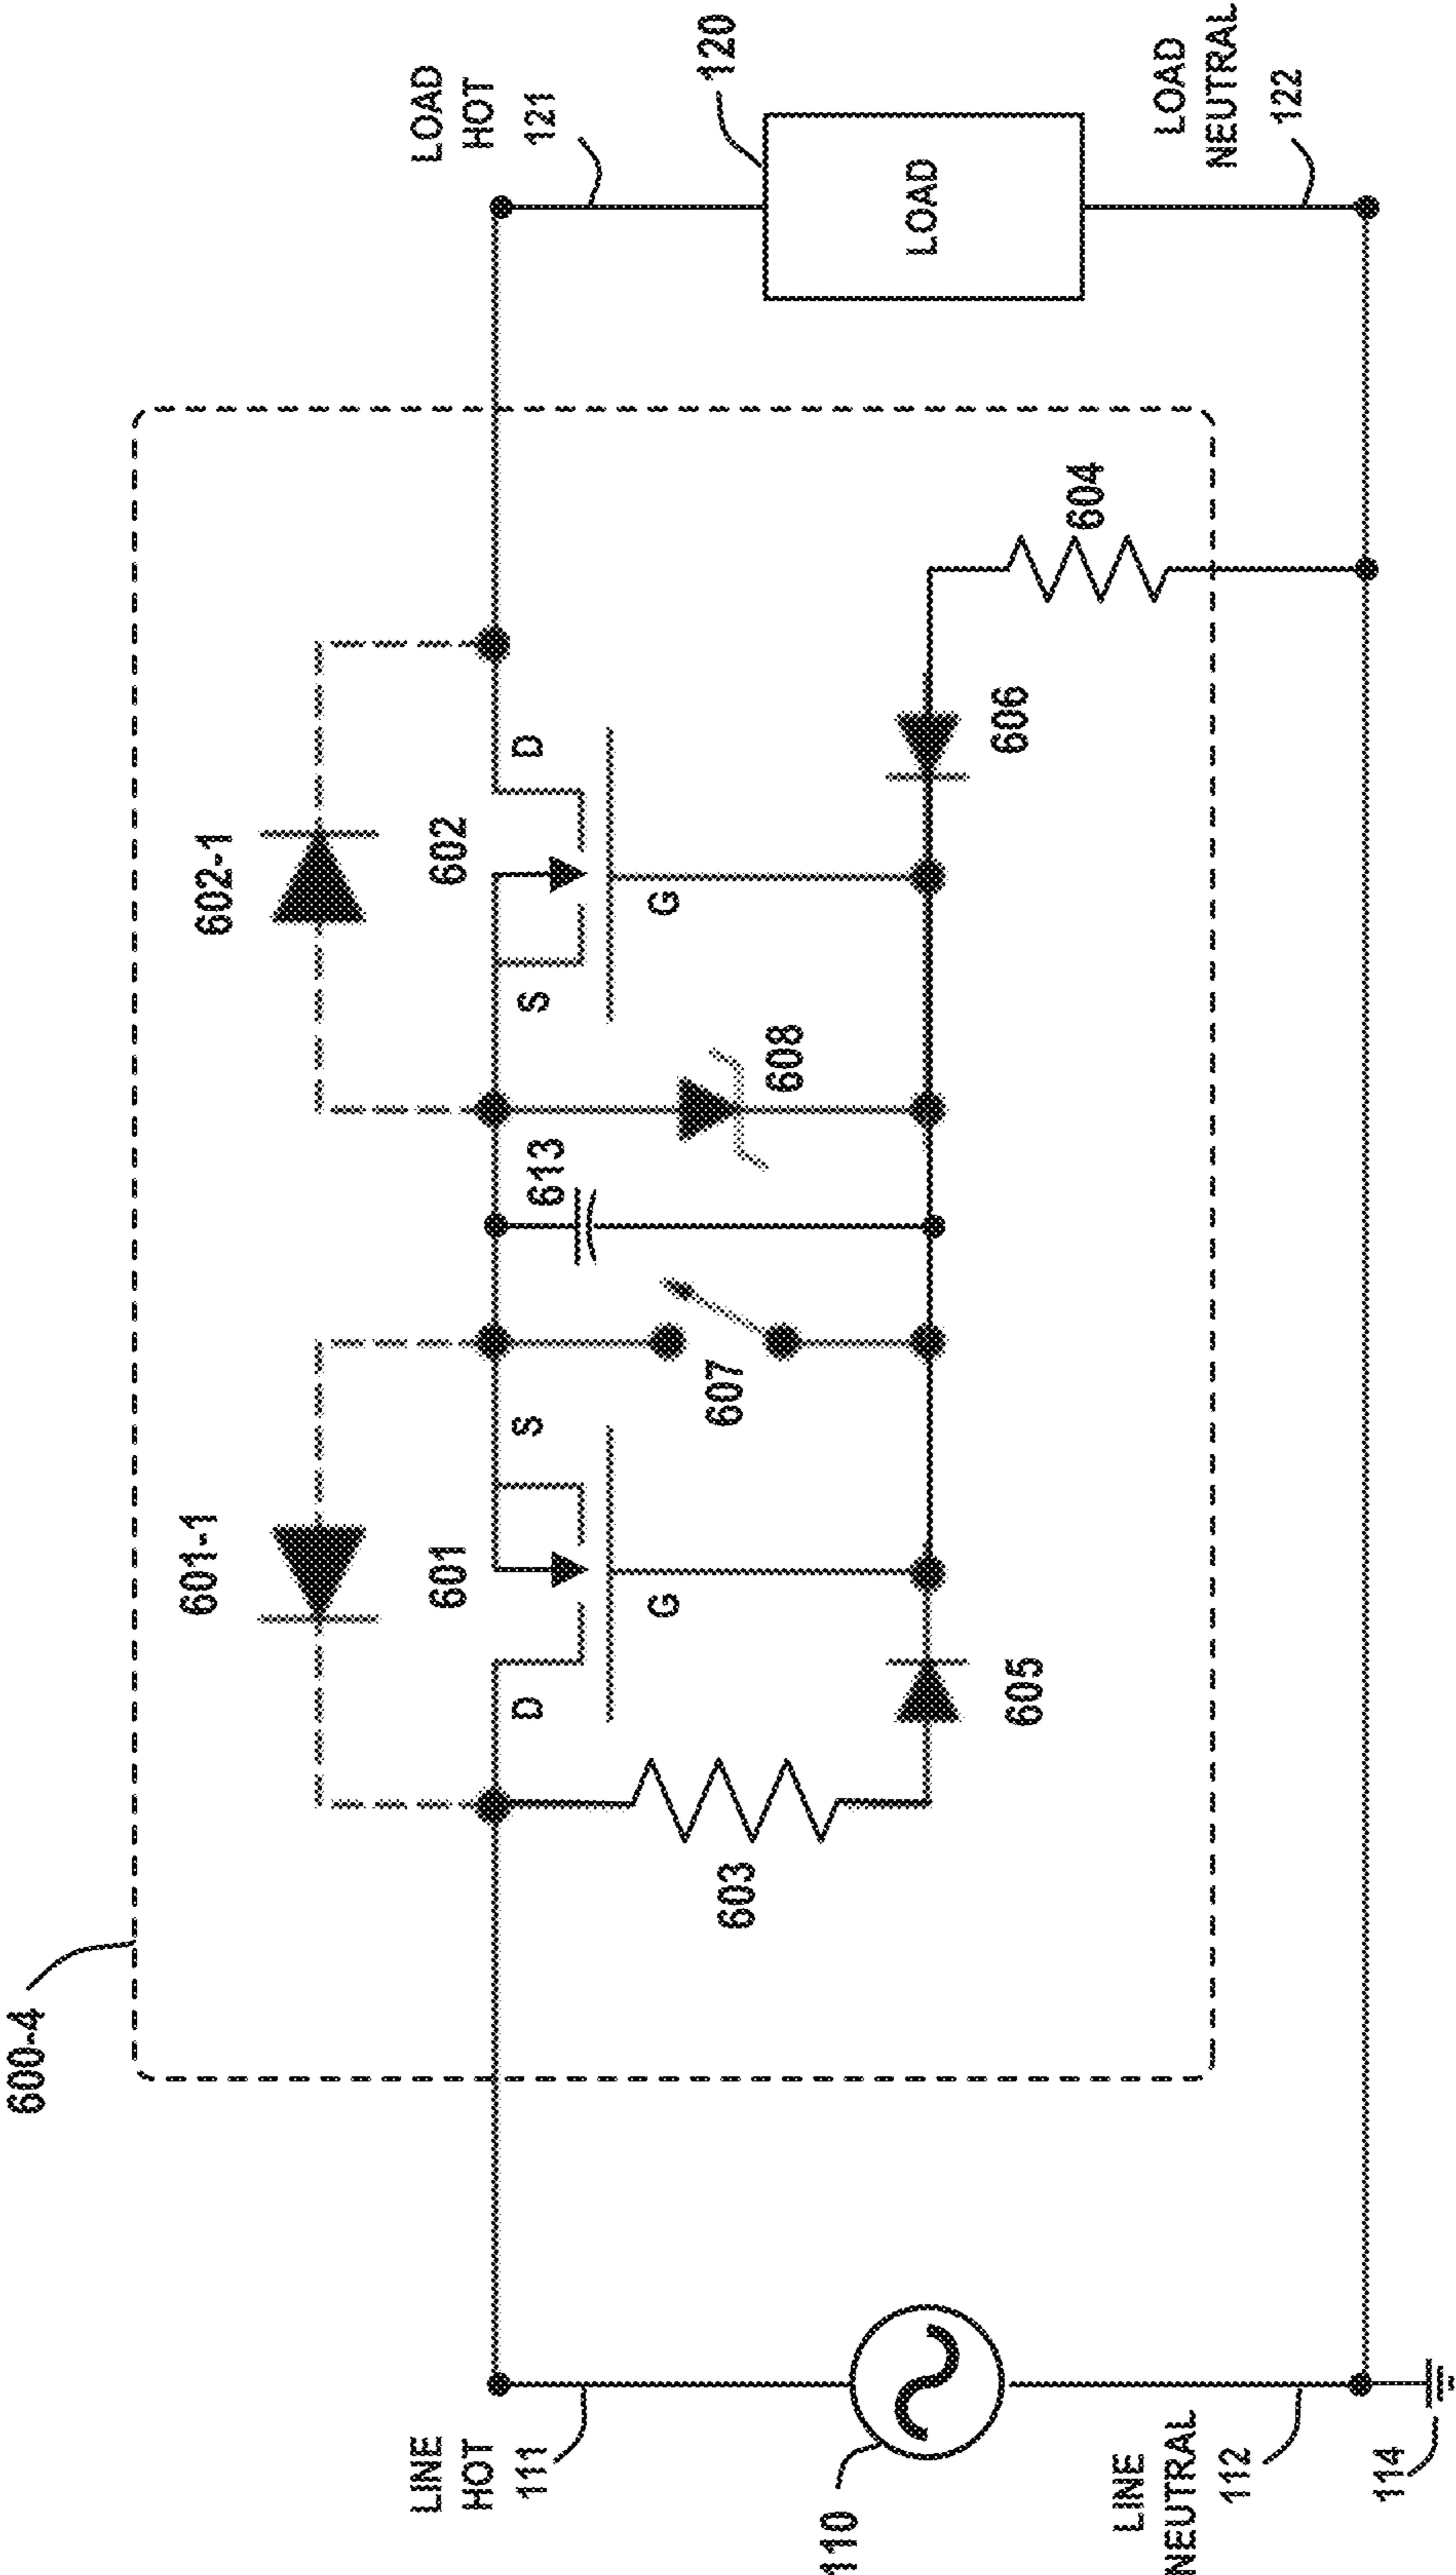 600-4
601-1
602-1
LINE
HOT
111
601
602
LOAD
HOT
121
D
S
S
D
G
G
613
603
607
608
120
LOAD
110
605
606
604
LINE
NEUTRAL
112
LOAD
NEUTRAL
122
114